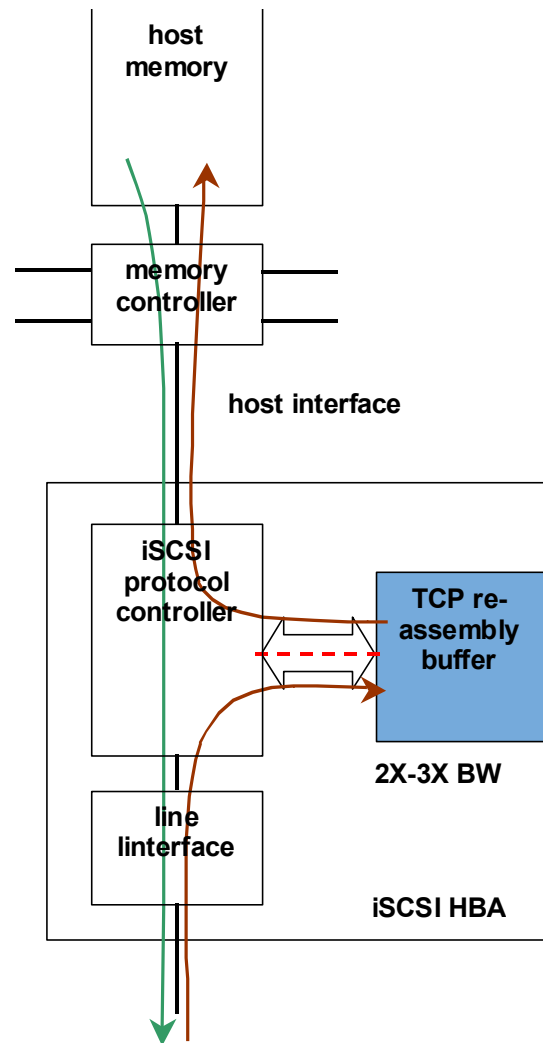 host
memory
memory
controller
host interface
iSCSI
protocol
controller
TCP re-
assembly
buffer
2X-3X BW
line
linterface
iSCSI HBA